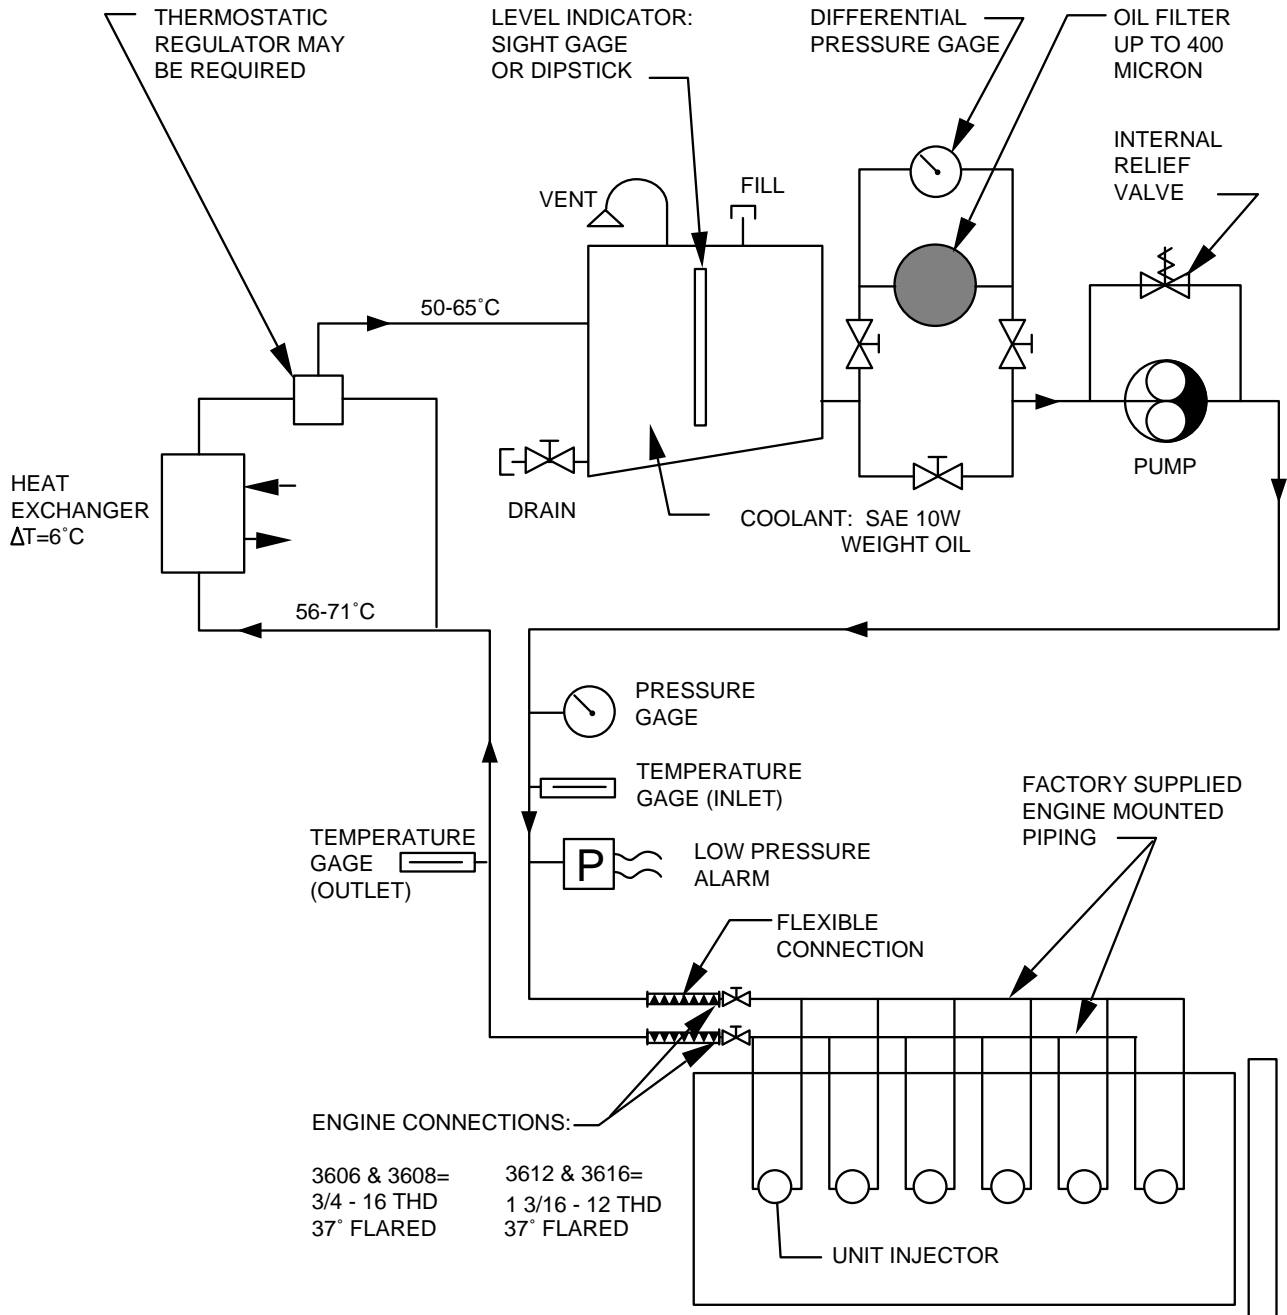 THERMOSTATIC
REGULATOR MAY
BE REQUIRED
LEVEL INDICATOR:
SIGHT GAGE
OR DIPSTICK
DIFFERENTIAL
PRESSURE GAGE
OIL FILTER
UP TO 400
MICRON
INTERNAL
RELIEF
VALVE
VENT
FILL
50-65˚C
PUMP
HEAT
EXCHANGER
∆T=6˚C
DRAIN
COOLANT: SAE 10W
WEIGHT OIL
56-71˚C
PRESSURE
GAGE
TEMPERATURE
GAGE (INLET)
TEMPERATURE
GAGE
(OUTLET)
P
LOW PRESSURE
ALARM
FACTORY SUPPLIED
ENGINE MOUNTED
PIPING
FLEXIBLE
CONNECTION
ENGINE CONNECTIONS:
3606 & 3608=
3/4 - 16 THD
37˚ FLARED
3612 & 3616=
1 3/16 - 12 THD
37˚ FLARED
UNIT INJECTOR